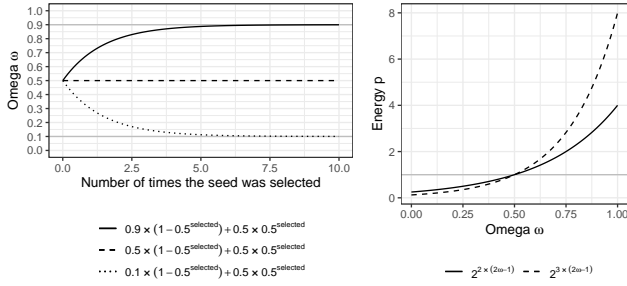 1.0
0.9
0.8
0.7
0.6
0.5
0.4
0.3
0.2
0.1
0.0
Omega ω
0.0 2.5 5.0 7.5 10.0
Number of times the seed was selected
0.9 × (1 − 0.5^selected) + 0.5 × 0.5^selected
0.5 × (1 − 0.5^selected) + 0.5 × 0.5^selected
0.1 × (1 − 0.5^selected) + 0.5 × 0.5^selected
8
6
4
2
0
Energy p
0.00 0.25 0.50 0.75 1.00
Omega ω
2^2 × (2ω−1) 2^3 × (2ω−1)